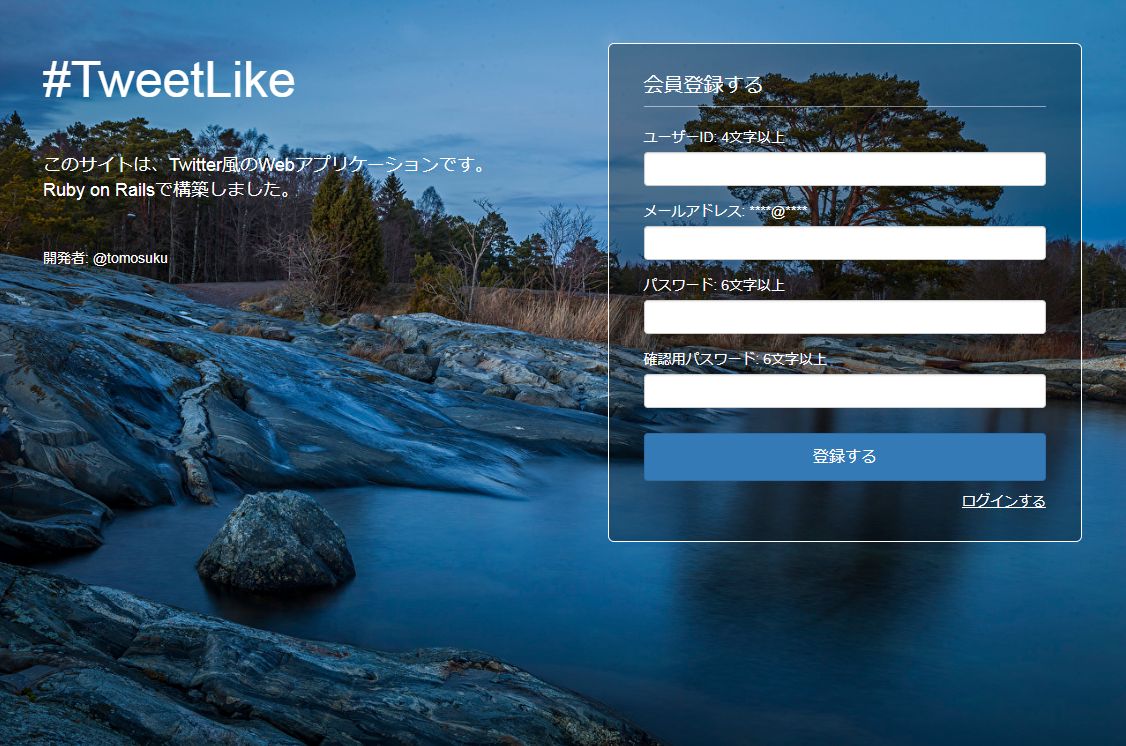 #TweetLike
このサイトは、Twitter風のWebアプリケーションです。
Ruby on Railsで構築しました。
開発者: @tomosuku
会員登録する
ユーザーID: 4文字以上
メールアドレス: ****@****
パスワード: 6文字以上
確認用パスワード: 6文字以上
登録する
ログインする